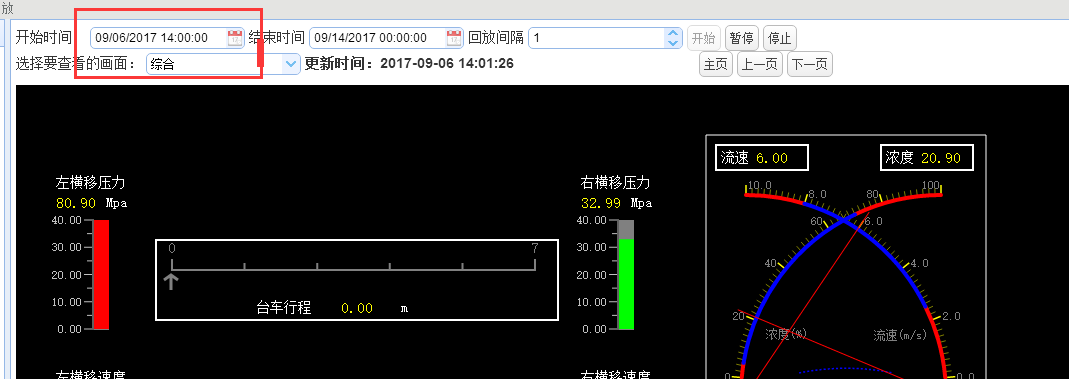 放
开始时间 09/06/2017 14:00:00 结束时间 09/14/2017 00:00:00 回放间隔 1 开始 暂停 停止
选择要查看的画面： 综合 更新时间：2017-09-06 14:01:26 主页 上一页 下一页
流速 6.00 浓度 20.90
左横移压力
80.90 Mpa
40.00
30.00
20.00
10.00
0.00
0 7
台车行程 0.00 m
右横移压力
32.99 Mpa
40.00
30.00
20.00
10.00
0.00
10.0 8.0 80 100
60 6.0
40 4.0
20 2.0
浓度(%) 流速(m/s)
0.0
左横移速度
右横移速度